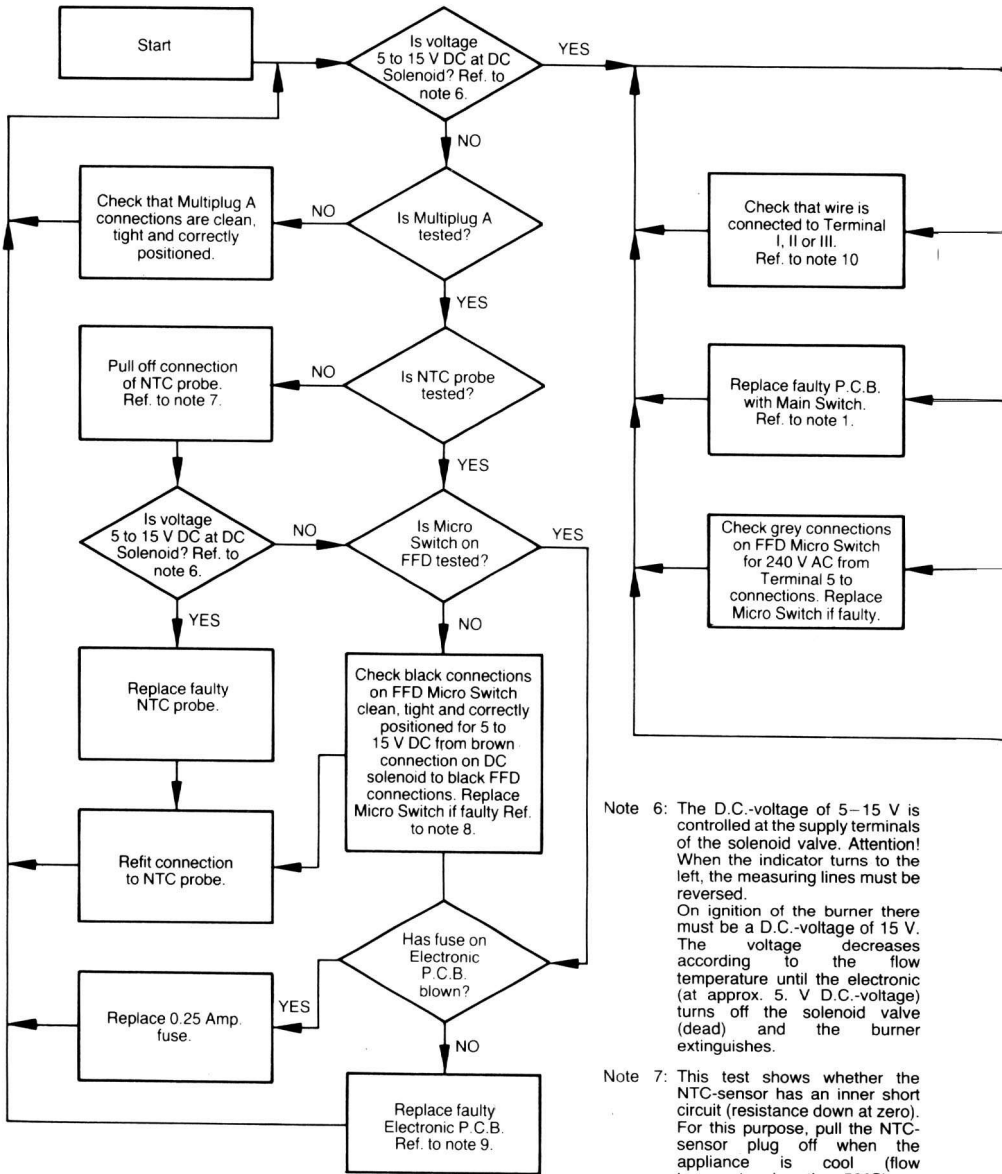 Start
Is voltage
5 to 15 V DC at DC
Solenoid? Ref. to
note 6.
YES
NO
Check that Multiplug A
connections are clean,
tight and correctly
positioned.
NO
Is Multiplug A
tested?
YES
Pull off connection
of NTC probe.
Ref. to note 7.
NO
Is NTC probe
tested?
YES
Is voltage
5 to 15 V DC at DC
Solenoid? Ref. to
note 6.
NO
Is Micro
Switch on
FFD tested?
YES
YES
NO
Replace faulty
NTC probe.
Check black connections
on FFD Micro Switch
clean, tight and correctly
positioned for 5 to
15 V DC from brown
connection on DC
solenoid to black FFD
connections. Replace
Micro Switch if faulty Ref.
to note 8.
Refit connection
to NTC probe.
Has fuse on
Electronic
P.C.B.
blown?
YES
Replace 0.25 Amp.
fuse.
NO
Replace faulty
Electronic P.C.B.
Ref. to note 9.
Check that wire is
connected to Terminal
I, II or III.
Ref. to note 10
Replace faulty P.C.B.
with Main Switch.
Ref. to note 1.
Check grey connections
on FFD Micro Switch
for 240 V AC from
Terminal 5 to
connections. Replace
Micro Switch if faulty.
Note 6: The D.C.-voltage of 5–15 V is
controlled at the supply terminals
of the solenoid valve. Attention!
When the indicator turns to the
left, the measuring lines must be
reversed.
On ignition of the burner there
must be a D.C.-voltage of 15 V.
The voltage decreases
according to the flow
temperature until the electronic
(at approx. 5. V D.C.-voltage)
turns off the solenoid valve
(dead) and the burner
extinguishes.
Note 7: This test shows whether the
NTC-sensor has an inner short
circuit (resistance down at zero).
For this purpose, pull the NTC-
sensor plug off when the
appliance is cool (flow